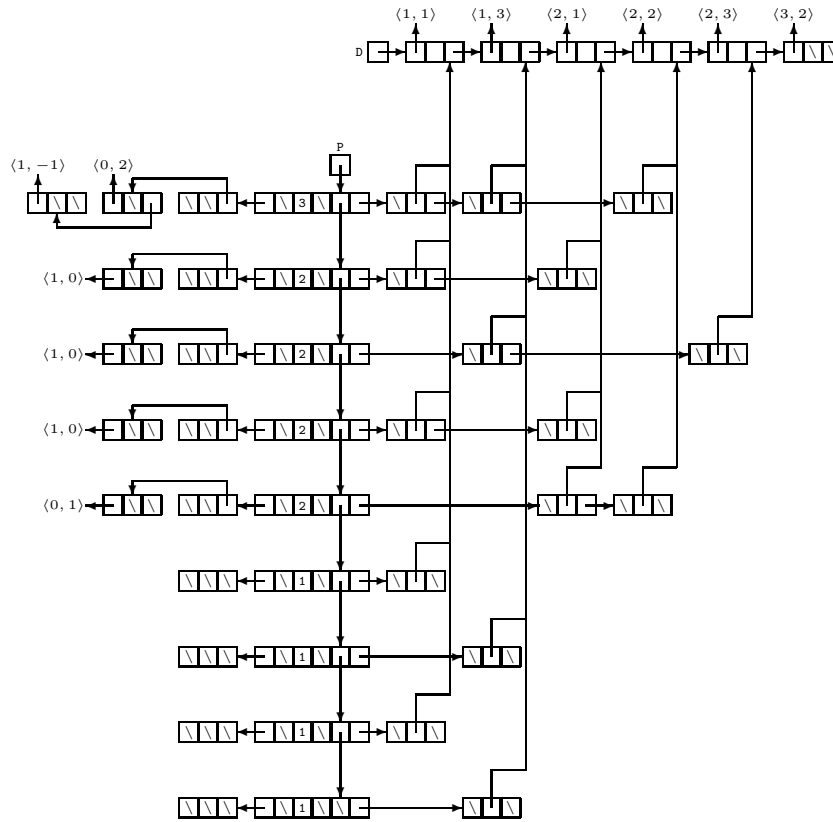 ⟨1, 1⟩ ⟨1, 3⟩ ⟨2, 1⟩ ⟨2, 2⟩ ⟨2, 3⟩ ⟨3, 2⟩
D \ \
P
⟨1, −1⟩ ⟨0, 2⟩
\ \ \ \ \ \ \ 3 \ \ \ \ \
⟨1, 0⟩ \ \ \ \ \ 2 \ \ \ \
⟨1, 0⟩ \ \ \ \ \ 2 \ \ \ \
⟨1, 0⟩ \ \ \ \ \ 2 \ \ \ \
⟨0, 1⟩ \ \ \ \ \ 2 \ \ \ \
\ \ \ \ 1 \ \ \
\ \ \ \ 1 \ \ \
\ \ \ \ 1 \ \ \
\ \ \ \ 1 \ \ \ \